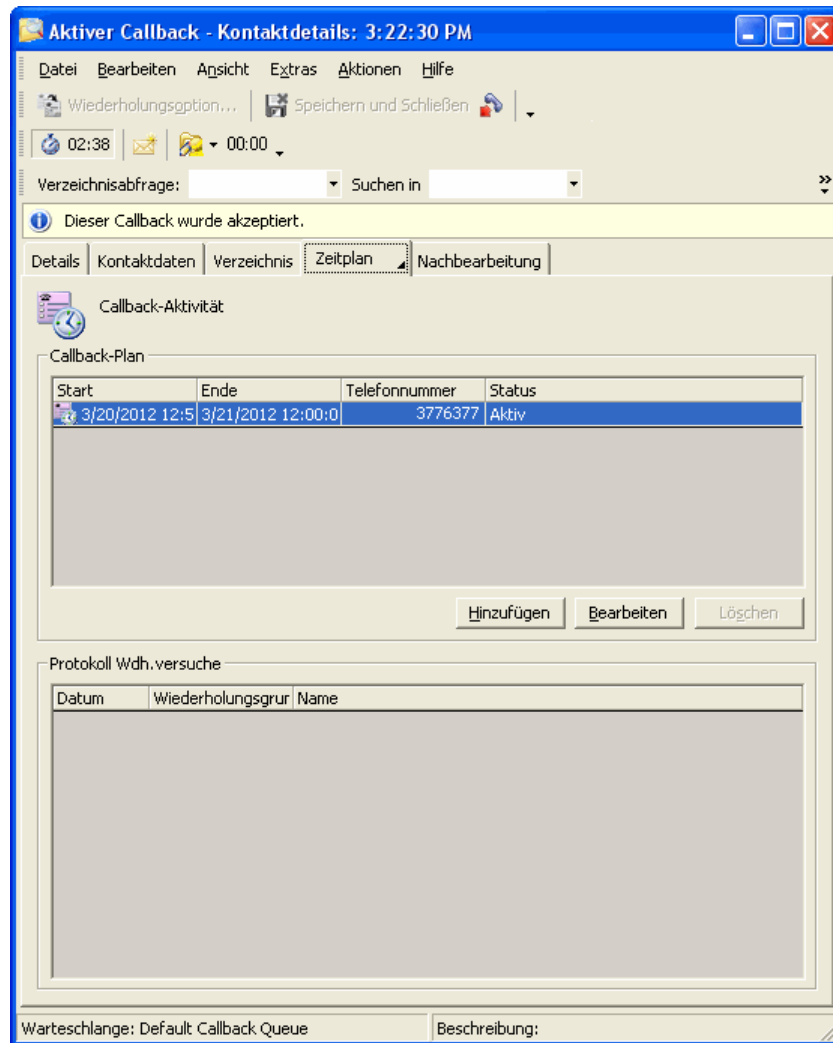 Aktiver Callback - Kontaktdetails: 3:22:30 PM
Datei Bearbeiten Ansicht Extras Aktionen Hilfe
Wiederholungsoption... Speichern und Schließen
02:38 00:00
Verzeichnisabfrage: Suchen in
Dieser Callback wurde akzeptiert.
Details Kontaktdaten Verzeichnis Zeitplan Nachbearbeitung
Callback-Aktivität
Callback-Plan
Start Ende Telefonnummer Status
3/20/2012 12:5 3/21/2012 12:00:0 3776377 Aktiv
Hinzufügen Bearbeiten Löschen
Protokoll Wdh.versuche
Datum Wiederholungsgrur Name
Warteschlange: Default Callback Queue Beschreibung: